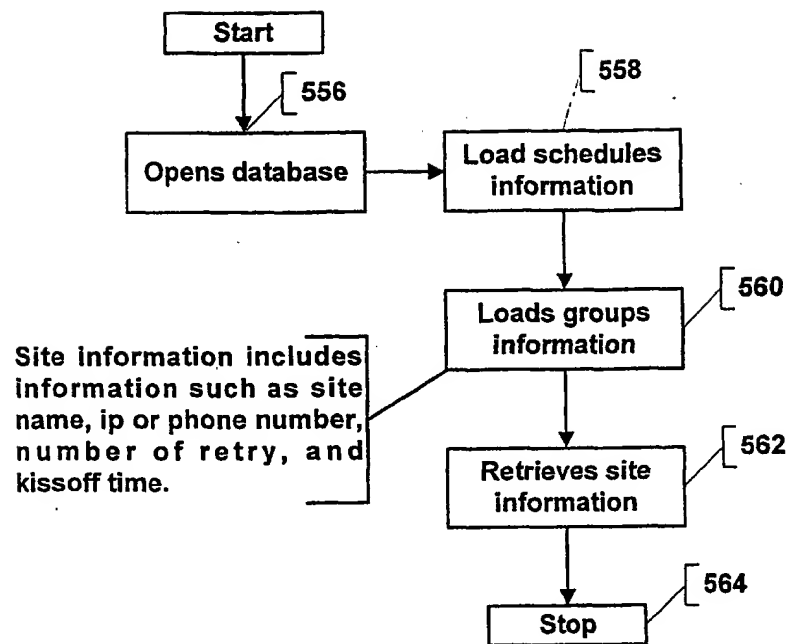 Start
556
Opens database
558
Load schedules
information
560
Loads groups
information
Site information includes
information such as site
name, ip or phone number,
number of retry, and
kissoff time.
562
Retrieves site
information
564
Stop